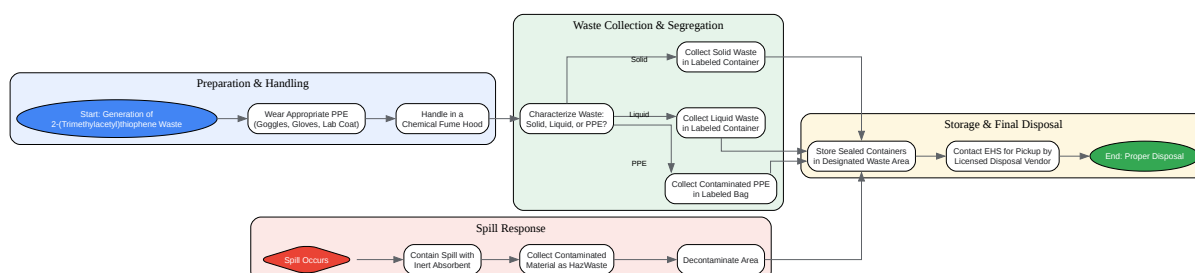 Waste Collection & Segregation
Collect Solid Waste
in Labeled Container
Solid
Preparation & Handling
Start: Generation of
2-(Trimethylacetyl)thiophene Waste
Wear Appropriate PPE
(Goggles, Gloves, Lab Coat)
Handle in a
Chemical Fume Hood
Characterize Waste:
Solid, Liquid, or PPE?
Liquid
Collect Liquid Waste
in Labeled Container
PPE
Collect Contaminated PPE
in Labeled Bag
Storage & Final Disposal
Store Sealed Containers
in Designated Waste Area
Contact EHS for Pickup by
Licensed Disposal Vendor
End: Proper Disposal
Spill Response
Spill Occurs
Contain Spill with
Inert Absorbent
Collect Contaminated
Material as HazWaste
Decontaminate Area